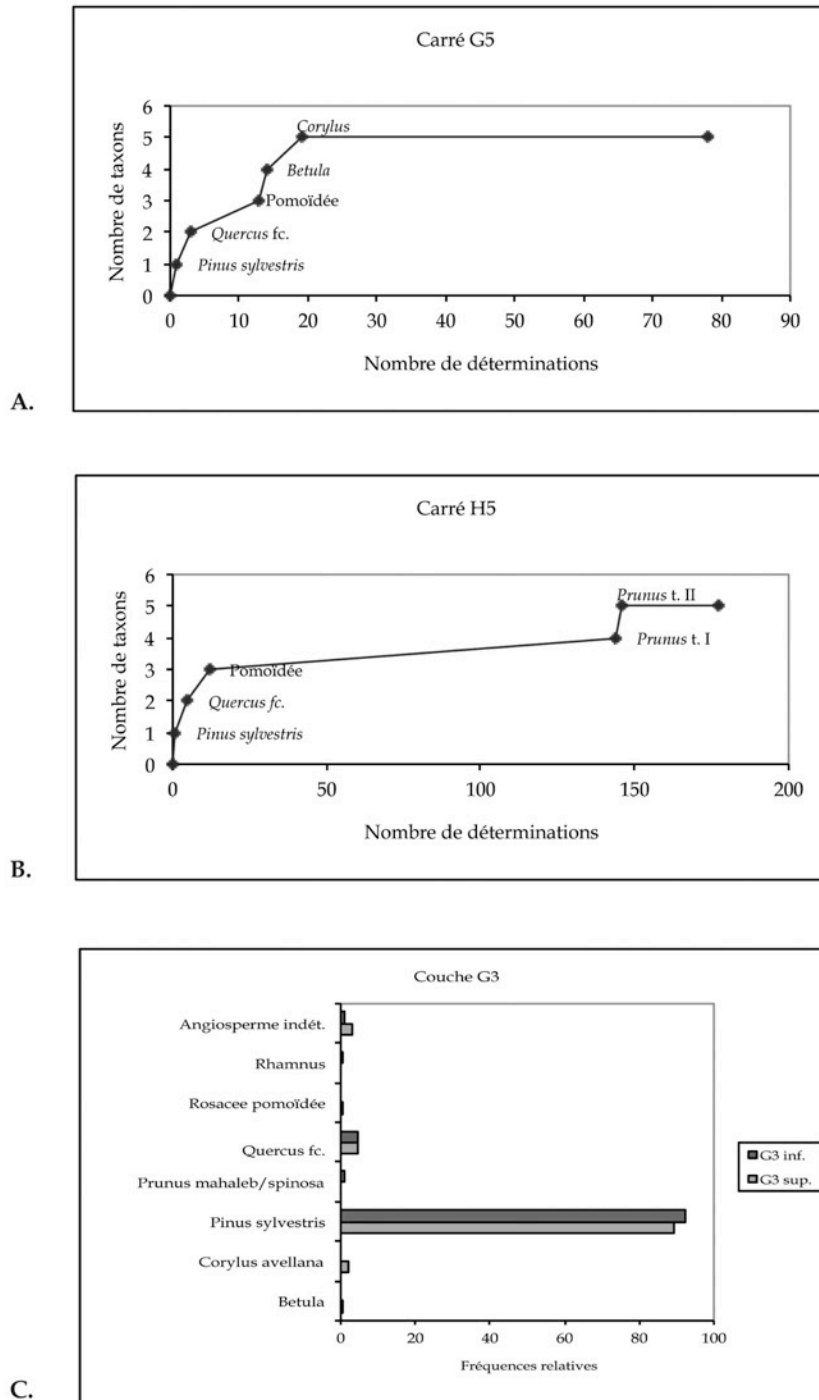 Carré G5
Nombre de taxons
6
5
4
3
2
1
0
Corylus
Betula
Pomoïdée
Quercus fc.
Pinus sylvestris
0 10 20 30 40 50 60 70 80 90
Nombre de déterminations
A.
Carré H5
Nombre de taxons
6
5
4
3
2
1
0
Prunus t. II
Prunus t. I
Pomoïdée
Quercus fc.
Pinus sylvestris
0 50 100 150 200
Nombre de déterminations
B.
Couche G3
Angiosperme indét.
Rhamnus
Rosacee pomoïdée
Quercus fc.
Prunus mahaleb/spinosa
Pinus sylvestris
Corylus avellana
Betula
G3 inf.
G3 sup.
0 20 40 60 80 100
Fréquences relatives
C.